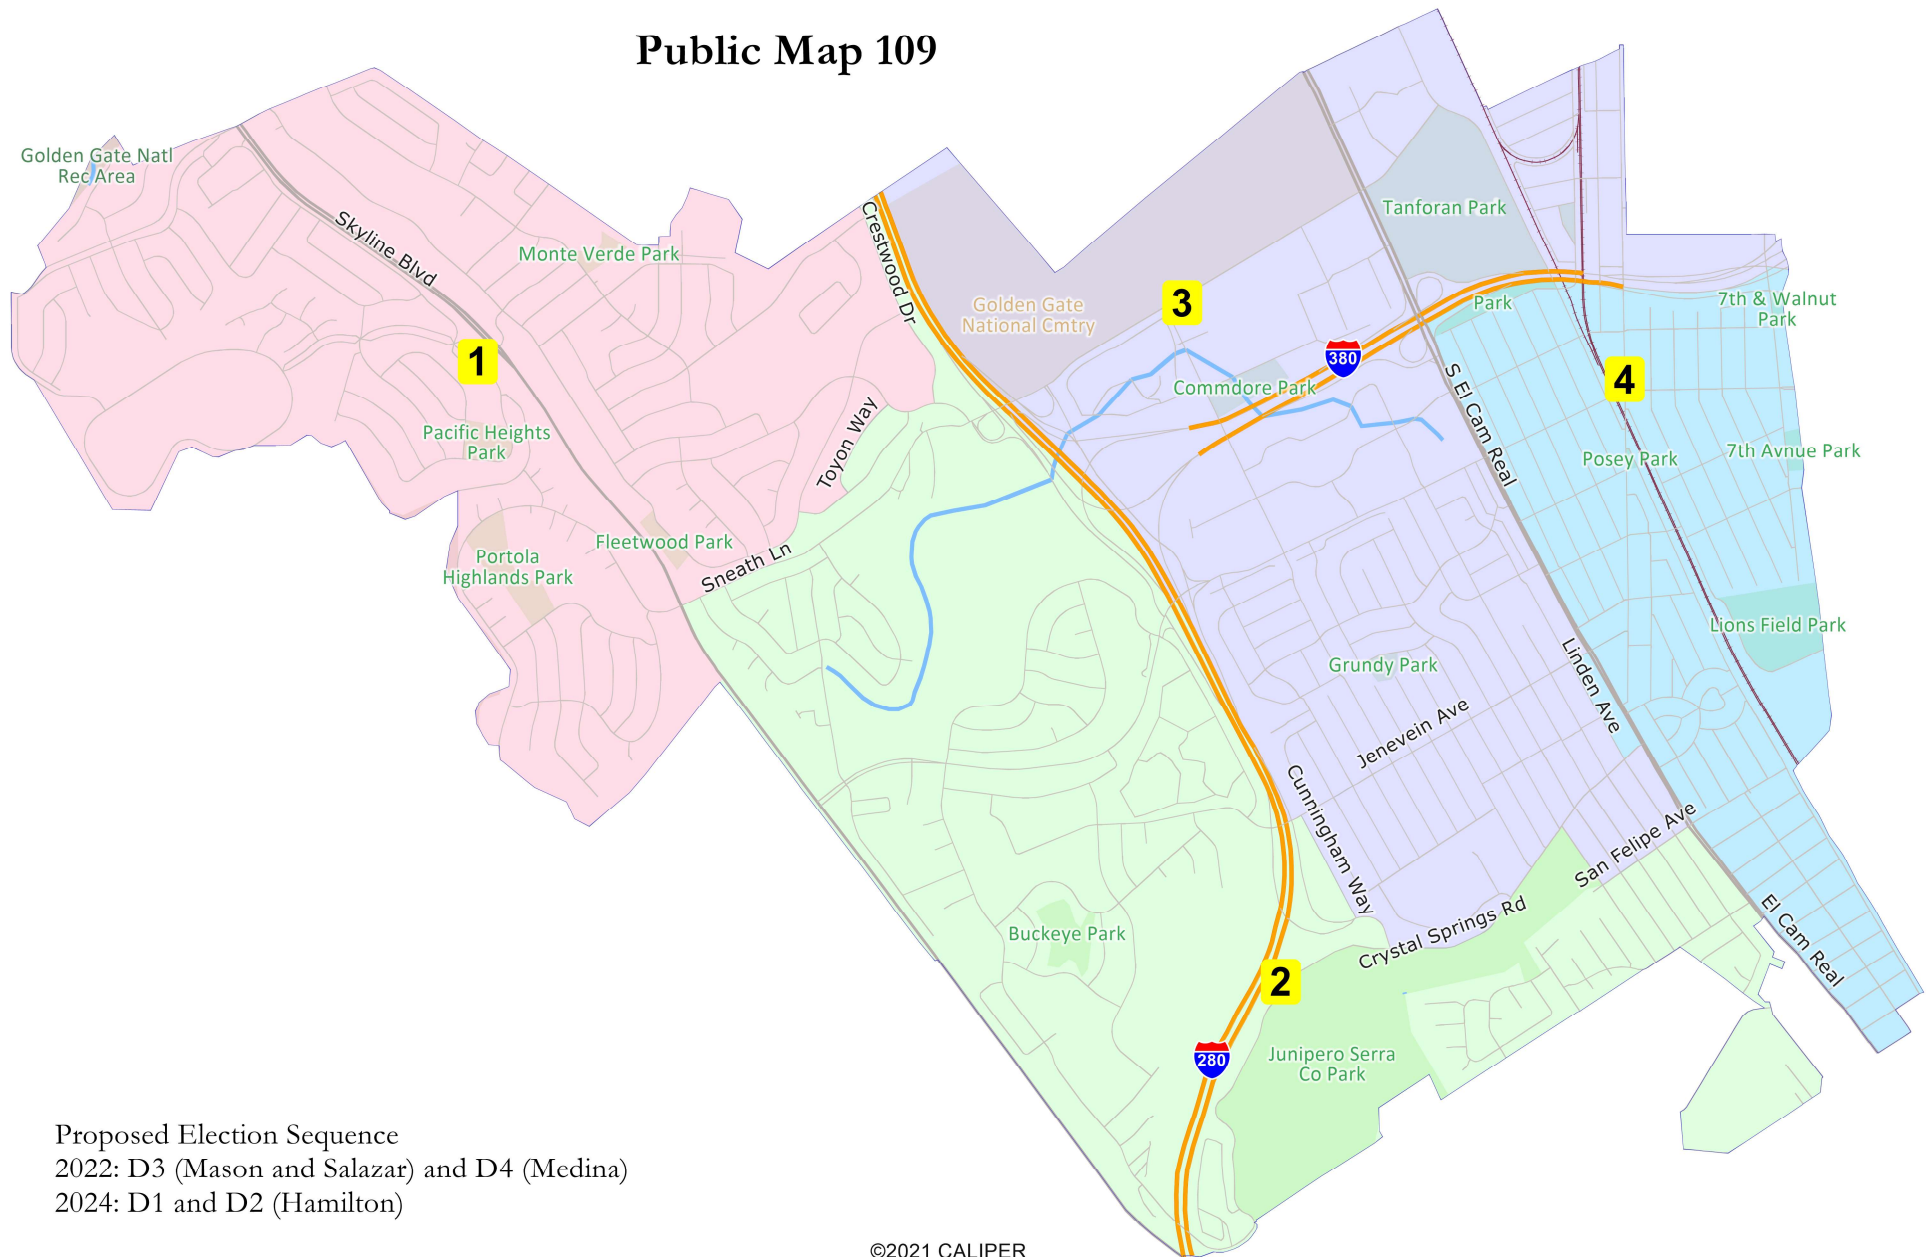 Public Map 109
Golden Gate Natl
Rec Area
Skyline Blvd
Monte Verde Park
Crestwood Dr
Tanforan Park
Golden Gate
National Cmtry
3
Park
7th & Walnut
Park
1
380
Commdore Park
4
S El Cam Real
Pacific Heights
Park
Toyon Way
Posey Park
7th Avnue Park
Portola
Highlands Park
Fleetwood Park
Sneath Ln
Lions Field Park
Grundy Park
Linden Ave
Jenevein Ave
Cunningham Way
San Felipe Ave
Buckeye Park
Crystal Springs Rd
El Cam Real
2
280
Junipero Serra
Co Park
Proposed Election Sequence
2022: D3 (Mason and Salazar) and D4 (Medina)
2024: D1 and D2 (Hamilton)
©2021 CALIPER